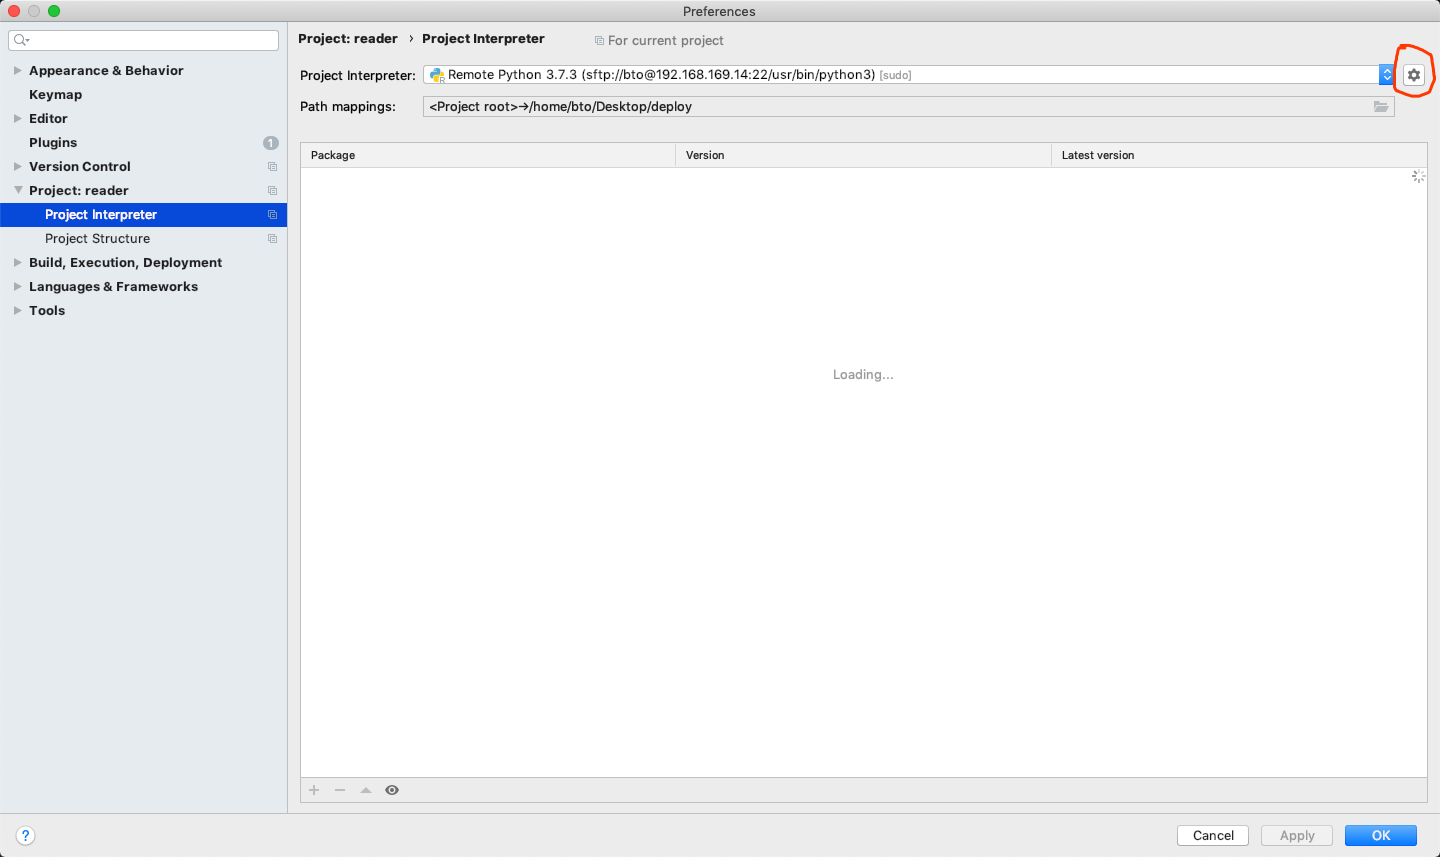 Preferences
Project: reader › Project Interpreter For current project
Appearance & Behavior
Keymap
Editor
Plugins 1
Version Control
Project: reader
Project Interpreter
Project Structure
Build, Execution, Deployment
Languages & Frameworks
Tools
Project Interpreter: Remote Python 3.7.3 (sftp://bto@192.168.169.14:22/usr/bin/python3) [sudo]
Path mappings: <Project root>→/home/bto/Desktop/deploy
Package Version Latest version
Loading...
? Cancel Apply OK